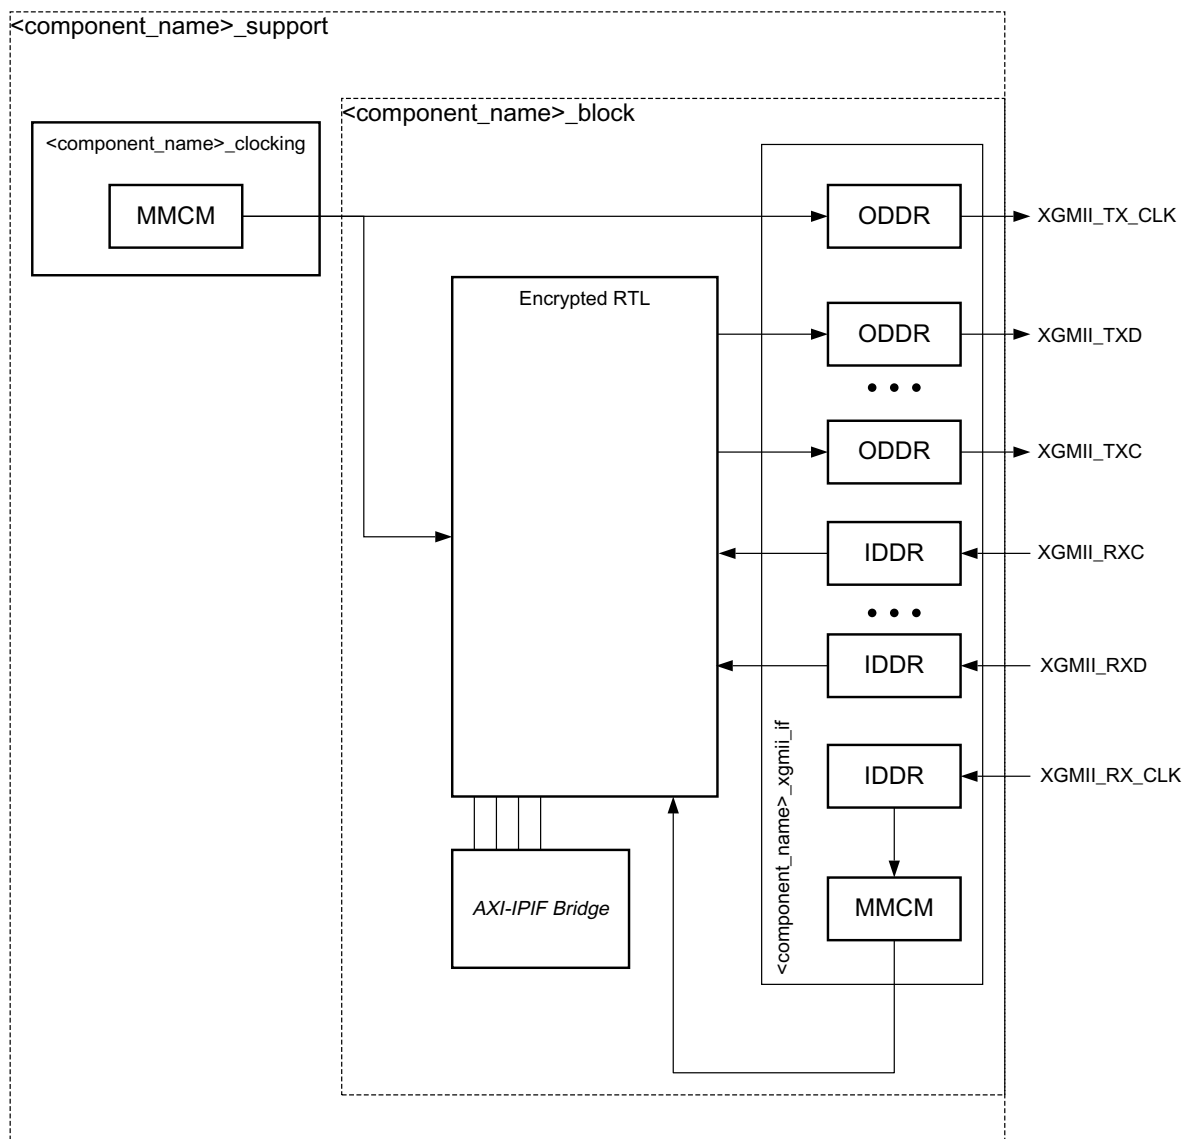 <component_name>_support
<component_name>_block
<component_name>_clocking
MMCM
ODDR
XGMII_TX_CLK
Encrypted RTL
ODDR
XGMII_TXD
• • •
ODDR
XGMII_TXC
IDDR
XGMII_RXC
• • •
IDDR
XGMII_RXD
<component_name>_xgmii_if
IDDR
XGMII_RX_CLK
AXI-IPIF Bridge
MMCM